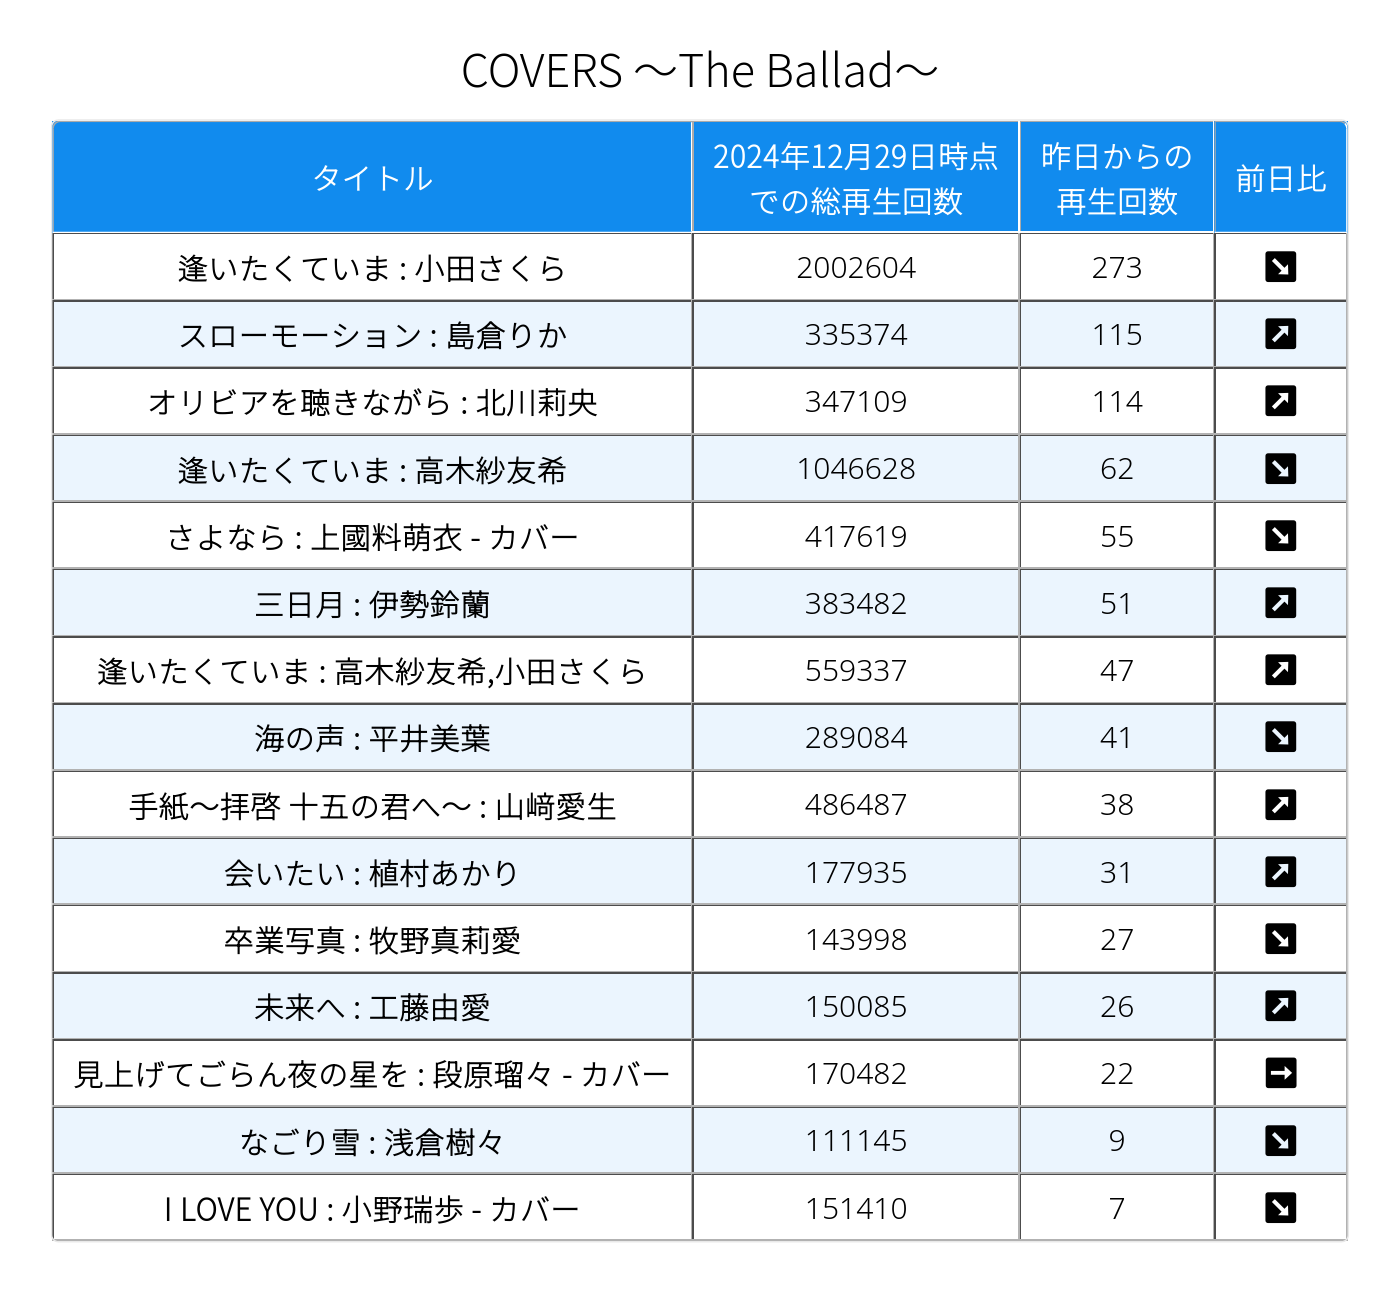 COVERS ～The Ballad～
タイトル 2024年12月29日時点での総再生回数 昨日からの再生回数 前日比
逢いたくていま : 小田さくら 2002604 273 ↘
スローモーション : 島倉りか 335374 115 ↗
オリビアを聴きながら : 北川莉央 347109 114 ↗
逢いたくていま : 高木紗友希 1046628 62 ↘
さよなら : 上國料萌衣 - カバー 417619 55 ↘
三日月 : 伊勢鈴蘭 383482 51 ↗
逢いたくていま : 高木紗友希,小田さくら 559337 47 ↗
海の声 : 平井美葉 289084 41 ↘
手紙～拝啓 十五の君へ～ : 山﨑愛生 486487 38 ↗
会いたい : 植村あかり 177935 31 ↗
卒業写真 : 牧野真莉愛 143998 27 ↘
未来へ : 工藤由愛 150085 26 ↗
見上げてごらん夜の星を : 段原瑠々 - カバー 170482 22 →
なごり雪 : 浅倉樹々 111145 9 ↘
I LOVE YOU : 小野瑞歩 - カバー 151410 7 ↘